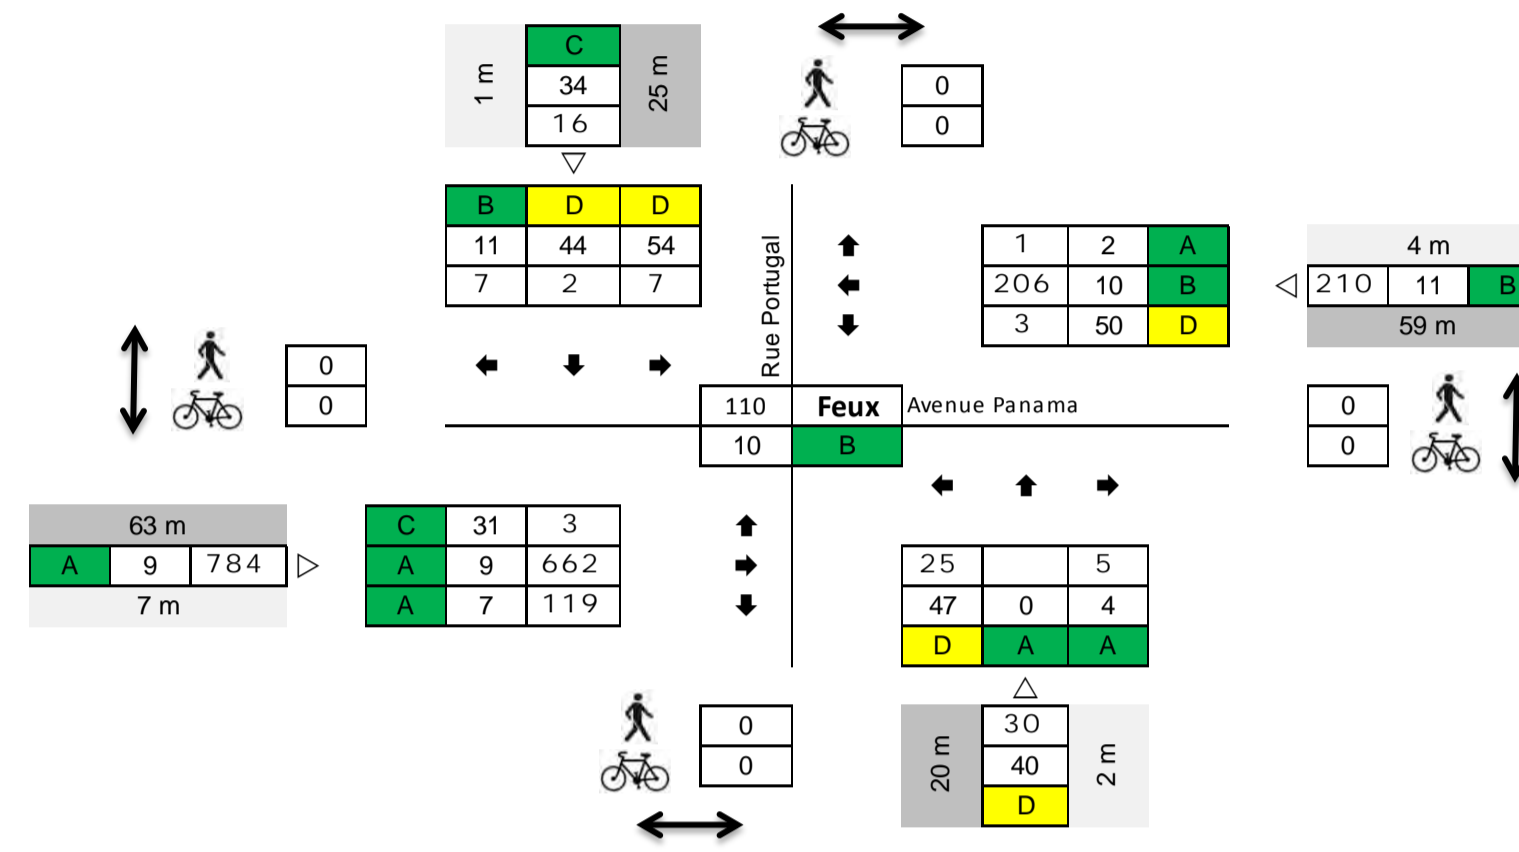 C
34
16
1 m
25 m
0
0
B D D
11 44 54
7 2 7
Rue Portugal
1 2 A
206 10 B
3 50 D
4 m
210 11 B
59 m
0
0
110 Feux Avenue Panama
10 B
0
0
63 m
A 9 784
7 m
C 31 3
A 9 662
A 7 119
25 5
47 0 4
D A A
0
0
20 m
30
40
D
2 m